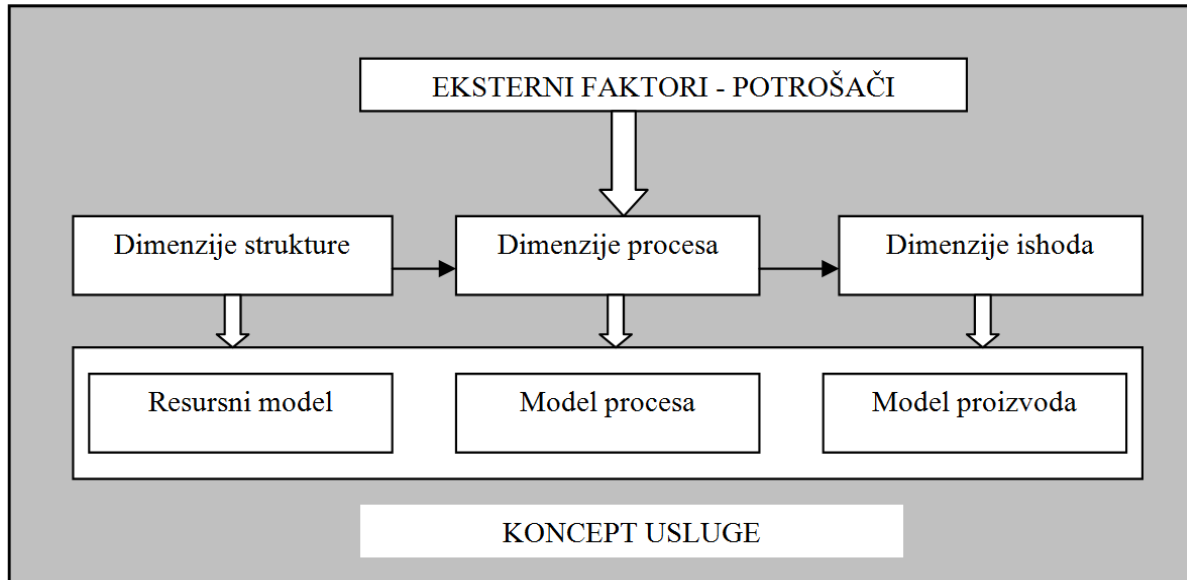 EKSTERNI FAKTORI - POTROŠAČI
Dimenzije strukture
Dimenzije procesa
Dimenzije ishoda
Resursni model
Model procesa
Model proizvoda
KONCEPT USLUGE